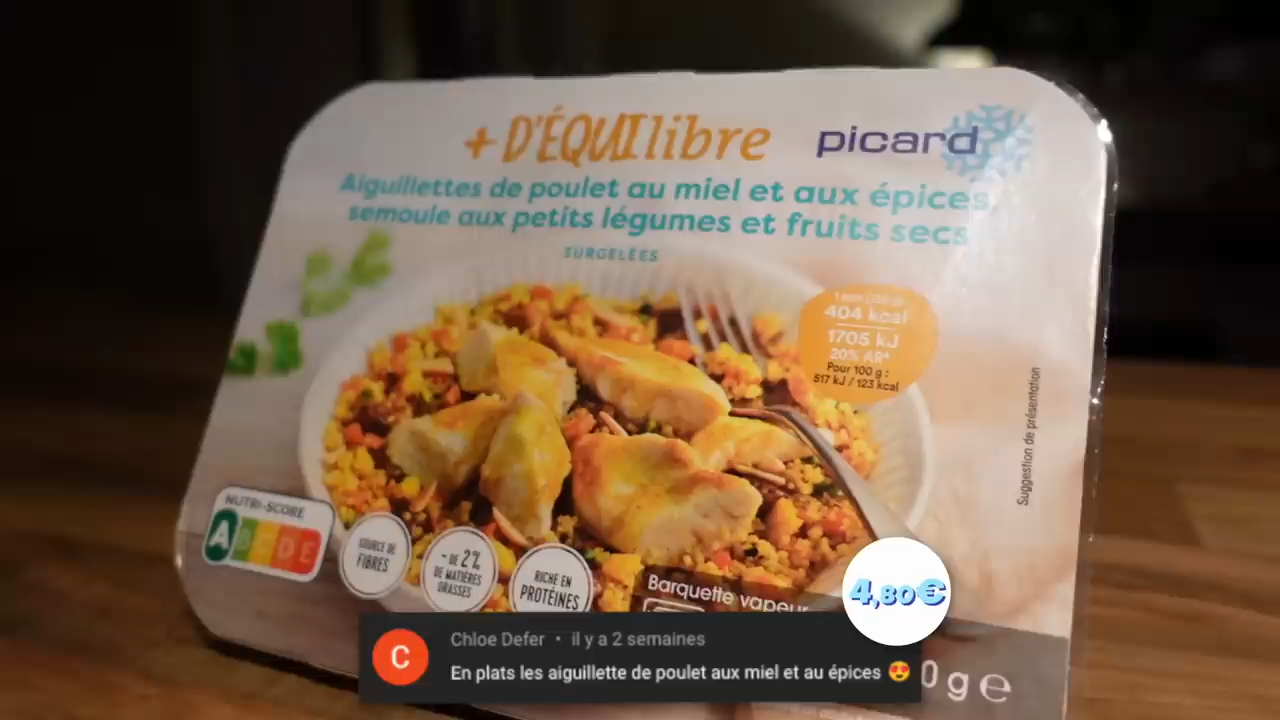 + D'ÉQUIlibre
picard
Aiguillettes de poulet au miel et aux épices,
semoule aux petits légumes et fruits secs
SURGELÉES
404 kcal
1705 kJ
20% AR*
Pour 100 g :
517 kJ / 123 kcal
Suggestion de présentation
NUTRI-SCORE
A B C D E
SOURCE DE
FIBRES
- DE 2%
DE MATIÈRES
GRASSES
RICHE EN
PROTÉINES
Barquette vapeur
4,80€
0 g e
C
Chloe Defer • il y a 2 semaines
En plats les aiguillette de poulet aux miel et au épices 😍